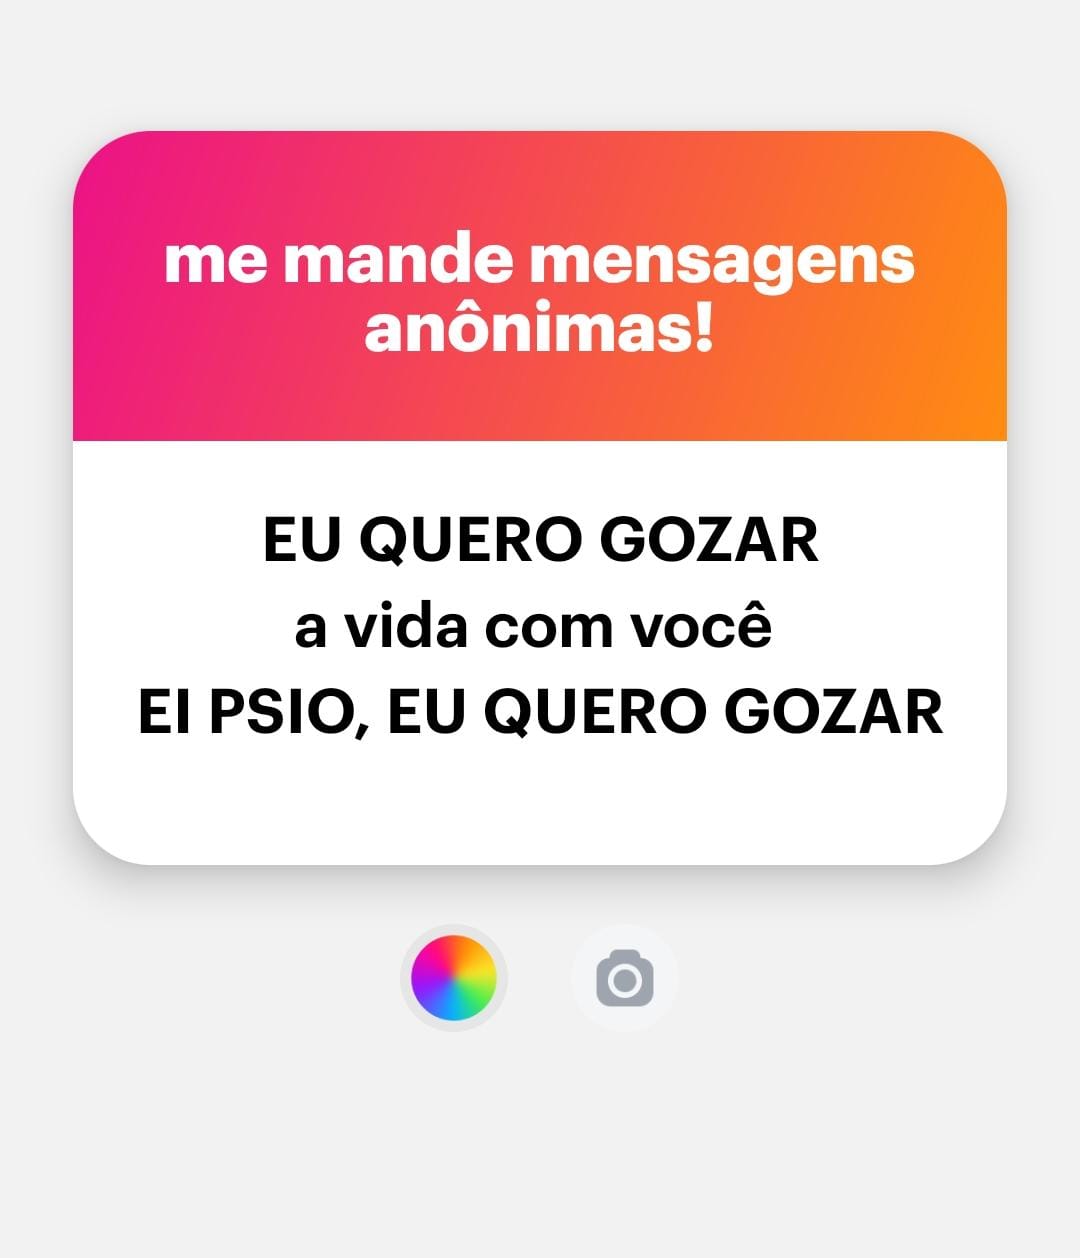 me mande mensagens
anônimas!
EU QUERO GOZAR
a vida com você
EI PSIO, EU QUERO GOZAR